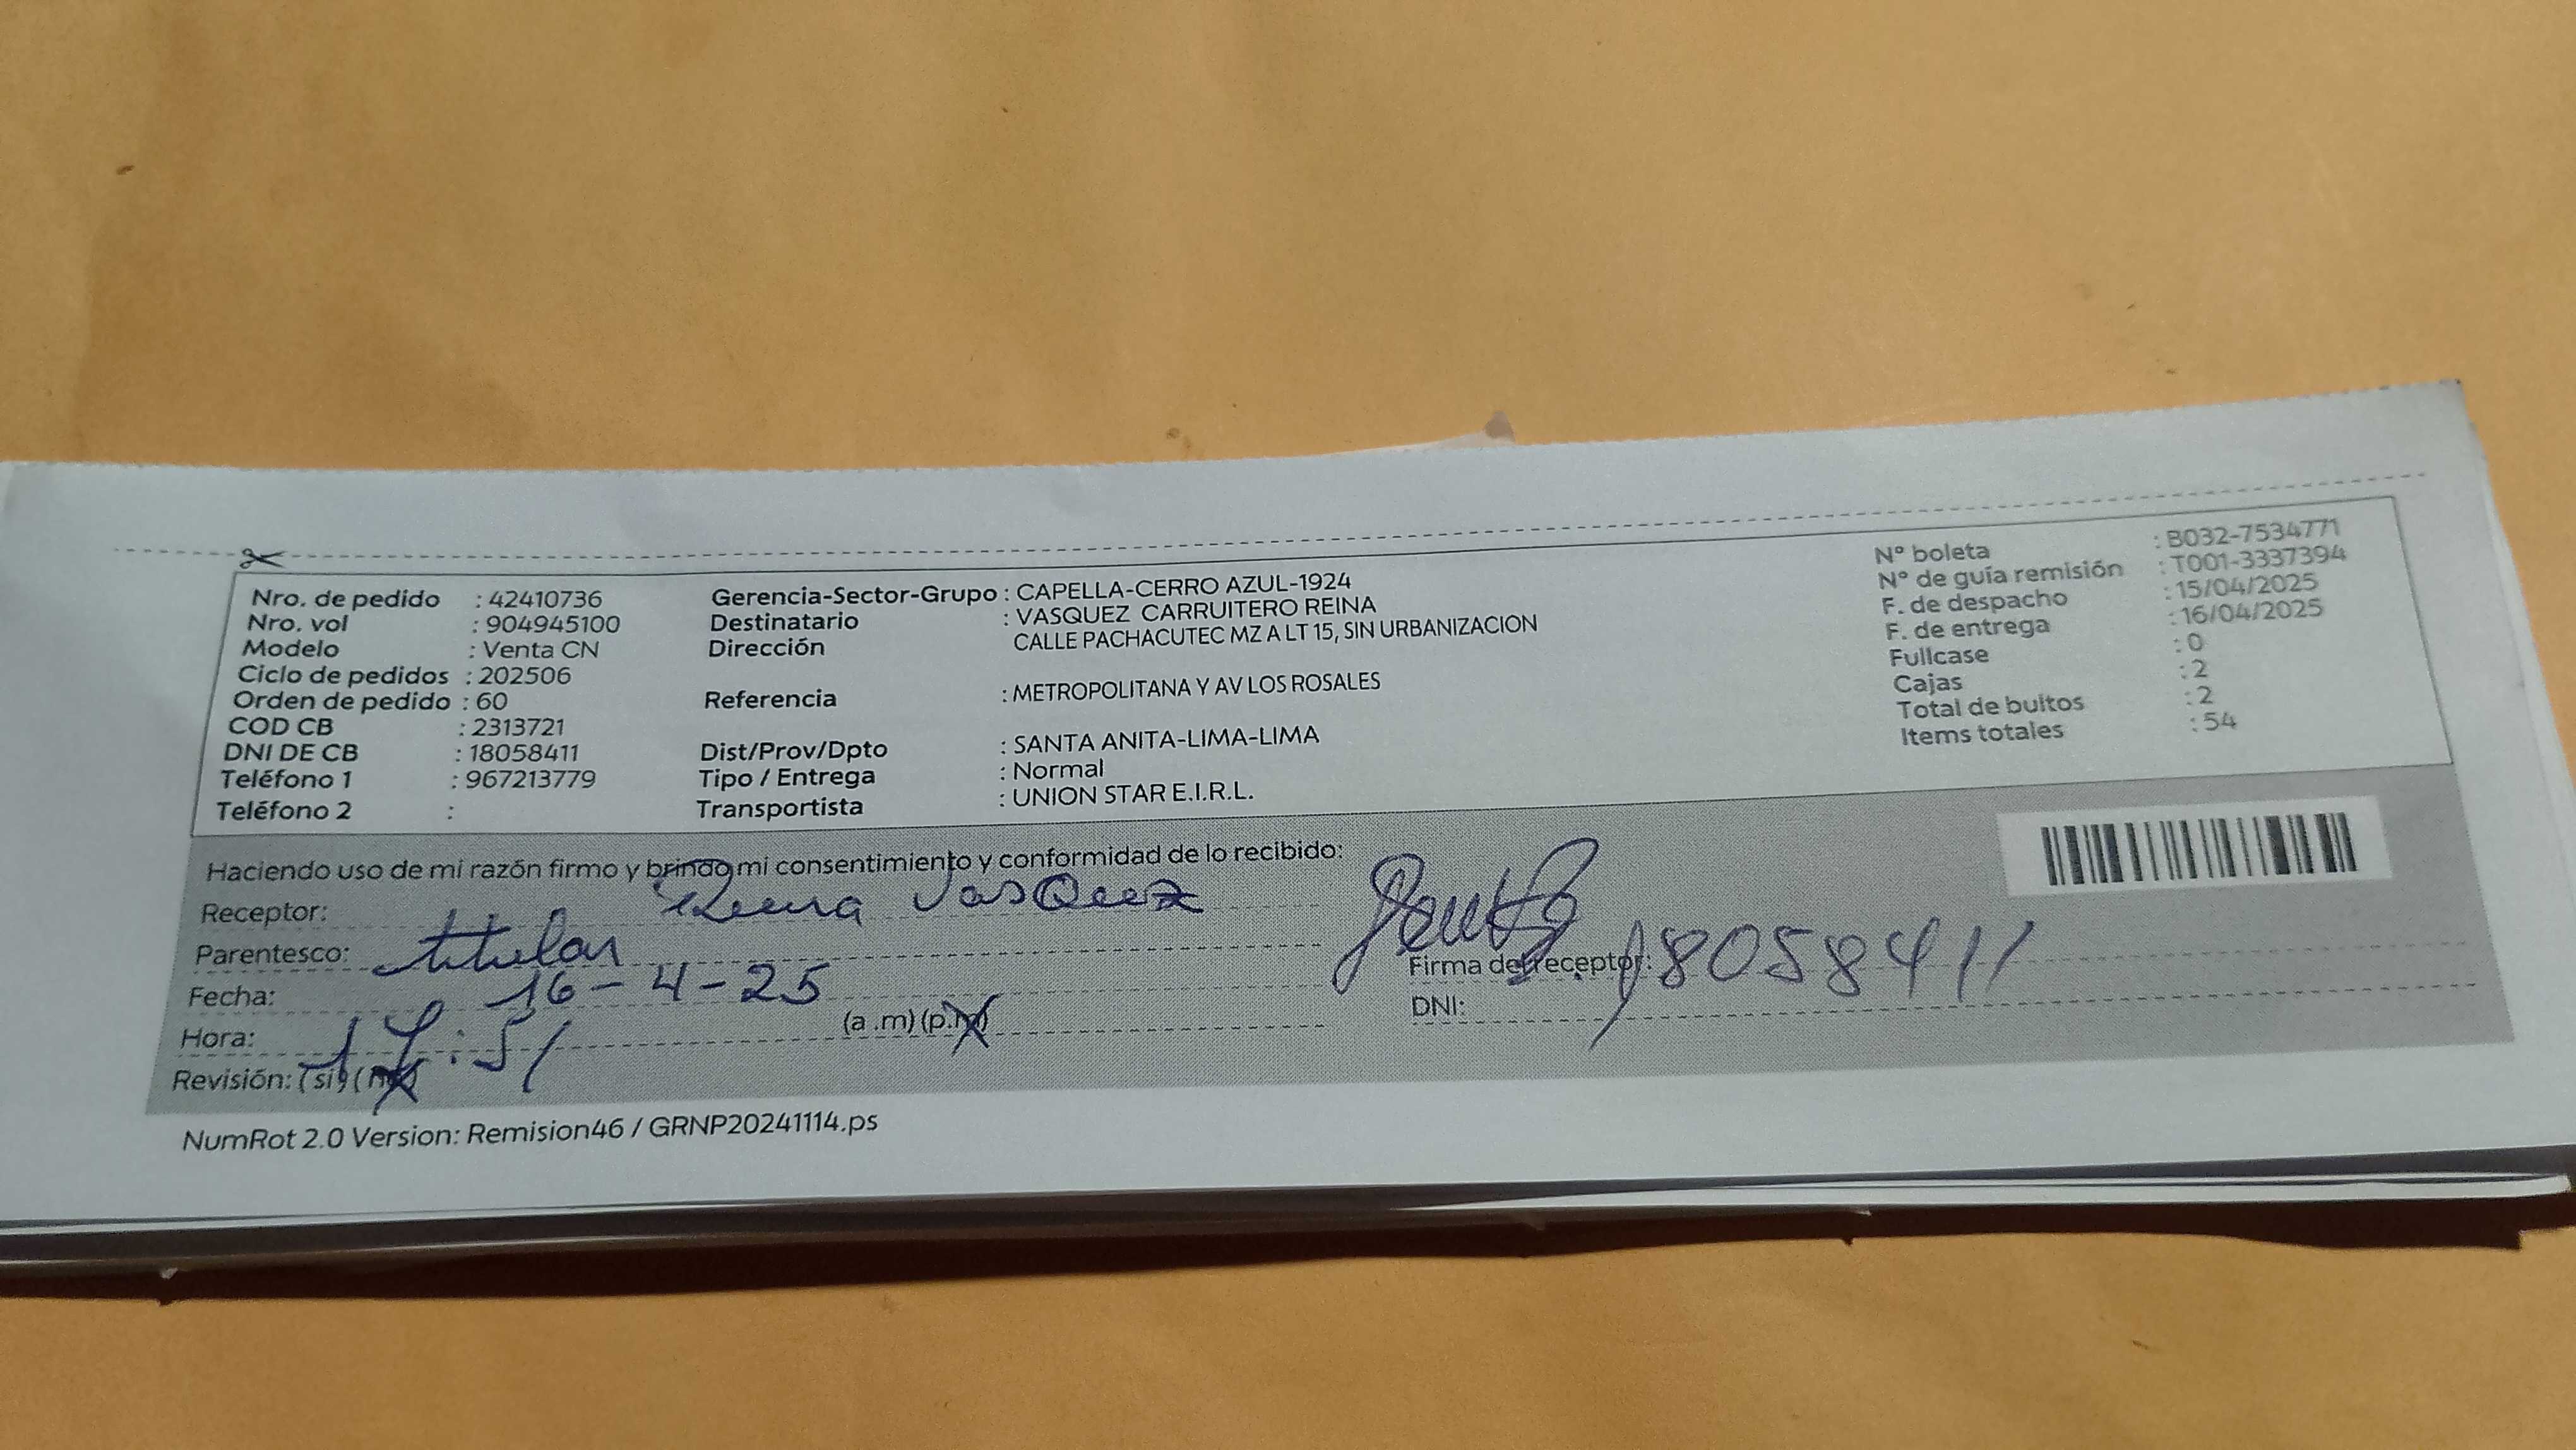 Nro. de pedido : 42410736
Nro. vol : 904945100
Modelo : Venta CN
Ciclo de pedidos : 202506
Orden de pedido : 60
COD CB : 2313721
DNI DE CB : 18058411
Teléfono 1 : 967213779
Teléfono 2 :
Gerencia-Sector-Grupo : CAPELLA-CERRO AZUL-1924
Destinatario : VASQUEZ CARRUITERO REINA
Dirección CALLE PACHACUTEC MZ A LT 15, SIN URBANIZACION
Referencia : METROPOLITANA Y AV LOS ROSALES
Dist/Prov/Dpto : SANTA ANITA-LIMA-LIMA
Tipo / Entrega : Normal
Transportista : UNION STAR E.I.R.L.
N° boleta : B032-7534771
N° de guía remisión : T001-3337394
F. de despacho : 15/04/2025
F. de entrega : 16/04/2025
Fullcase : 0
Cajas : 2
Total de bultos : 2
Items totales : 54
Haciendo uso de mi razón firmo y brindo mi consentimiento y conformidad de lo recibido:
Receptor: Reina Vasquez
Parentesco: titular
Fecha: 16-4-25
Hora: (a.m) (p.m)
Revisión: (si) (no)
Firma del receptor:
DNI: 18058411
NumRot 2.0 Version: Remision46 / GRNP20241114.ps